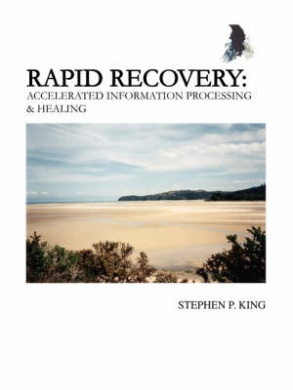 RAPID RECOVERY:
ACCELERATED INFORMATION PROCESSING
& HEALING
STEPHEN P. KING